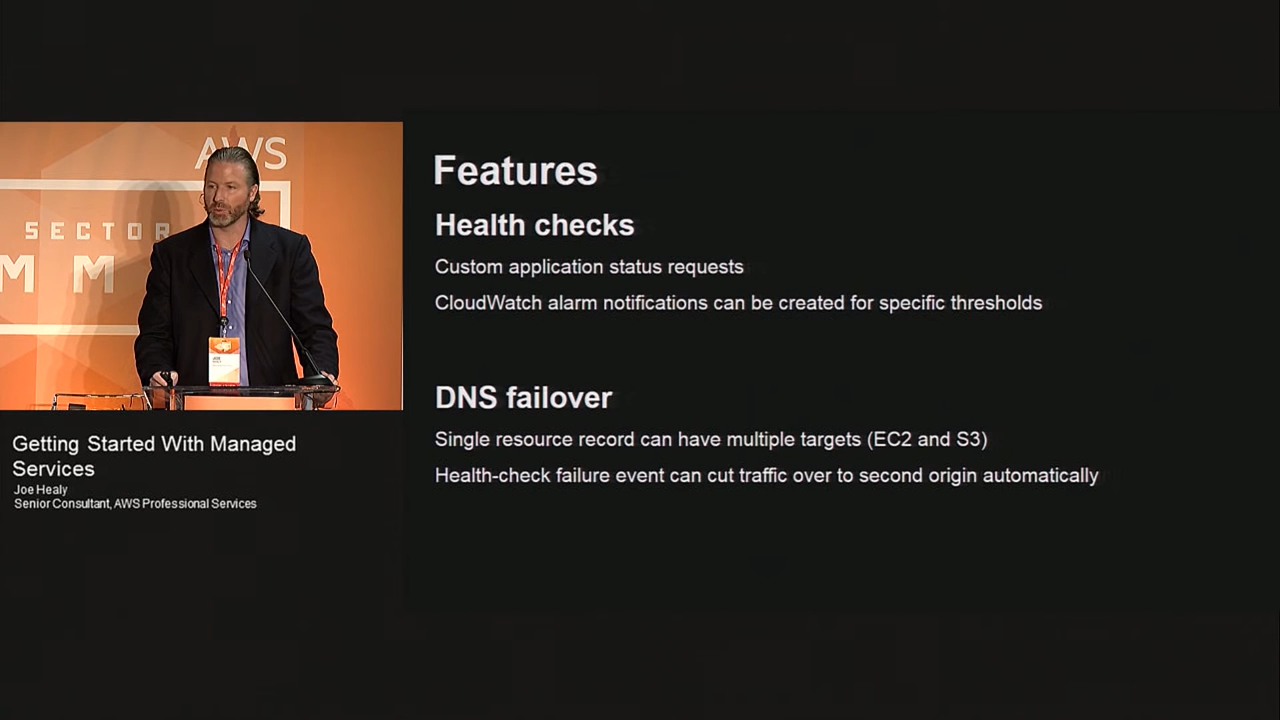 AWS
SECTOR
MM
JOE
Features
Health checks
Custom application status requests
CloudWatch alarm notifications can be created for specific thresholds
DNS failover
Single resource record can have multiple targets (EC2 and S3)
Health-check failure event can cut traffic over to second origin automatically
Getting Started With Managed
Services
Joe Healy
Senior Consultant, AWS Professional Services